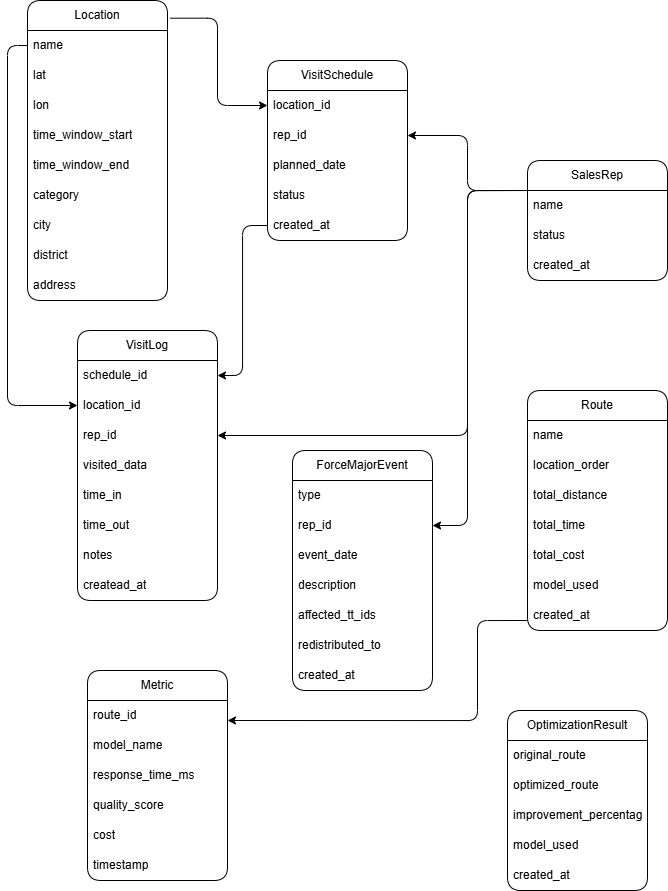 Location
name
lat
lon
time_window_start
time_window_end
category
city
district
address
VisitSchedule
location_id
rep_id
planned_date
status
created_at
SalesRep
name
status
created_at
VisitLog
schedule_id
location_id
rep_id
visited_data
time_in
time_out
notes
createad_at
ForceMajorEvent
type
rep_id
event_date
description
affected_tt_ids
redistributed_to
created_at
Route
name
location_order
total_distance
total_time
total_cost
model_used
created_at
Metric
route_id
model_name
response_time_ms
quality_score
cost
timestamp
OptimizationResult
original_route
optimized_route
improvement_percentag
model_used
created_at